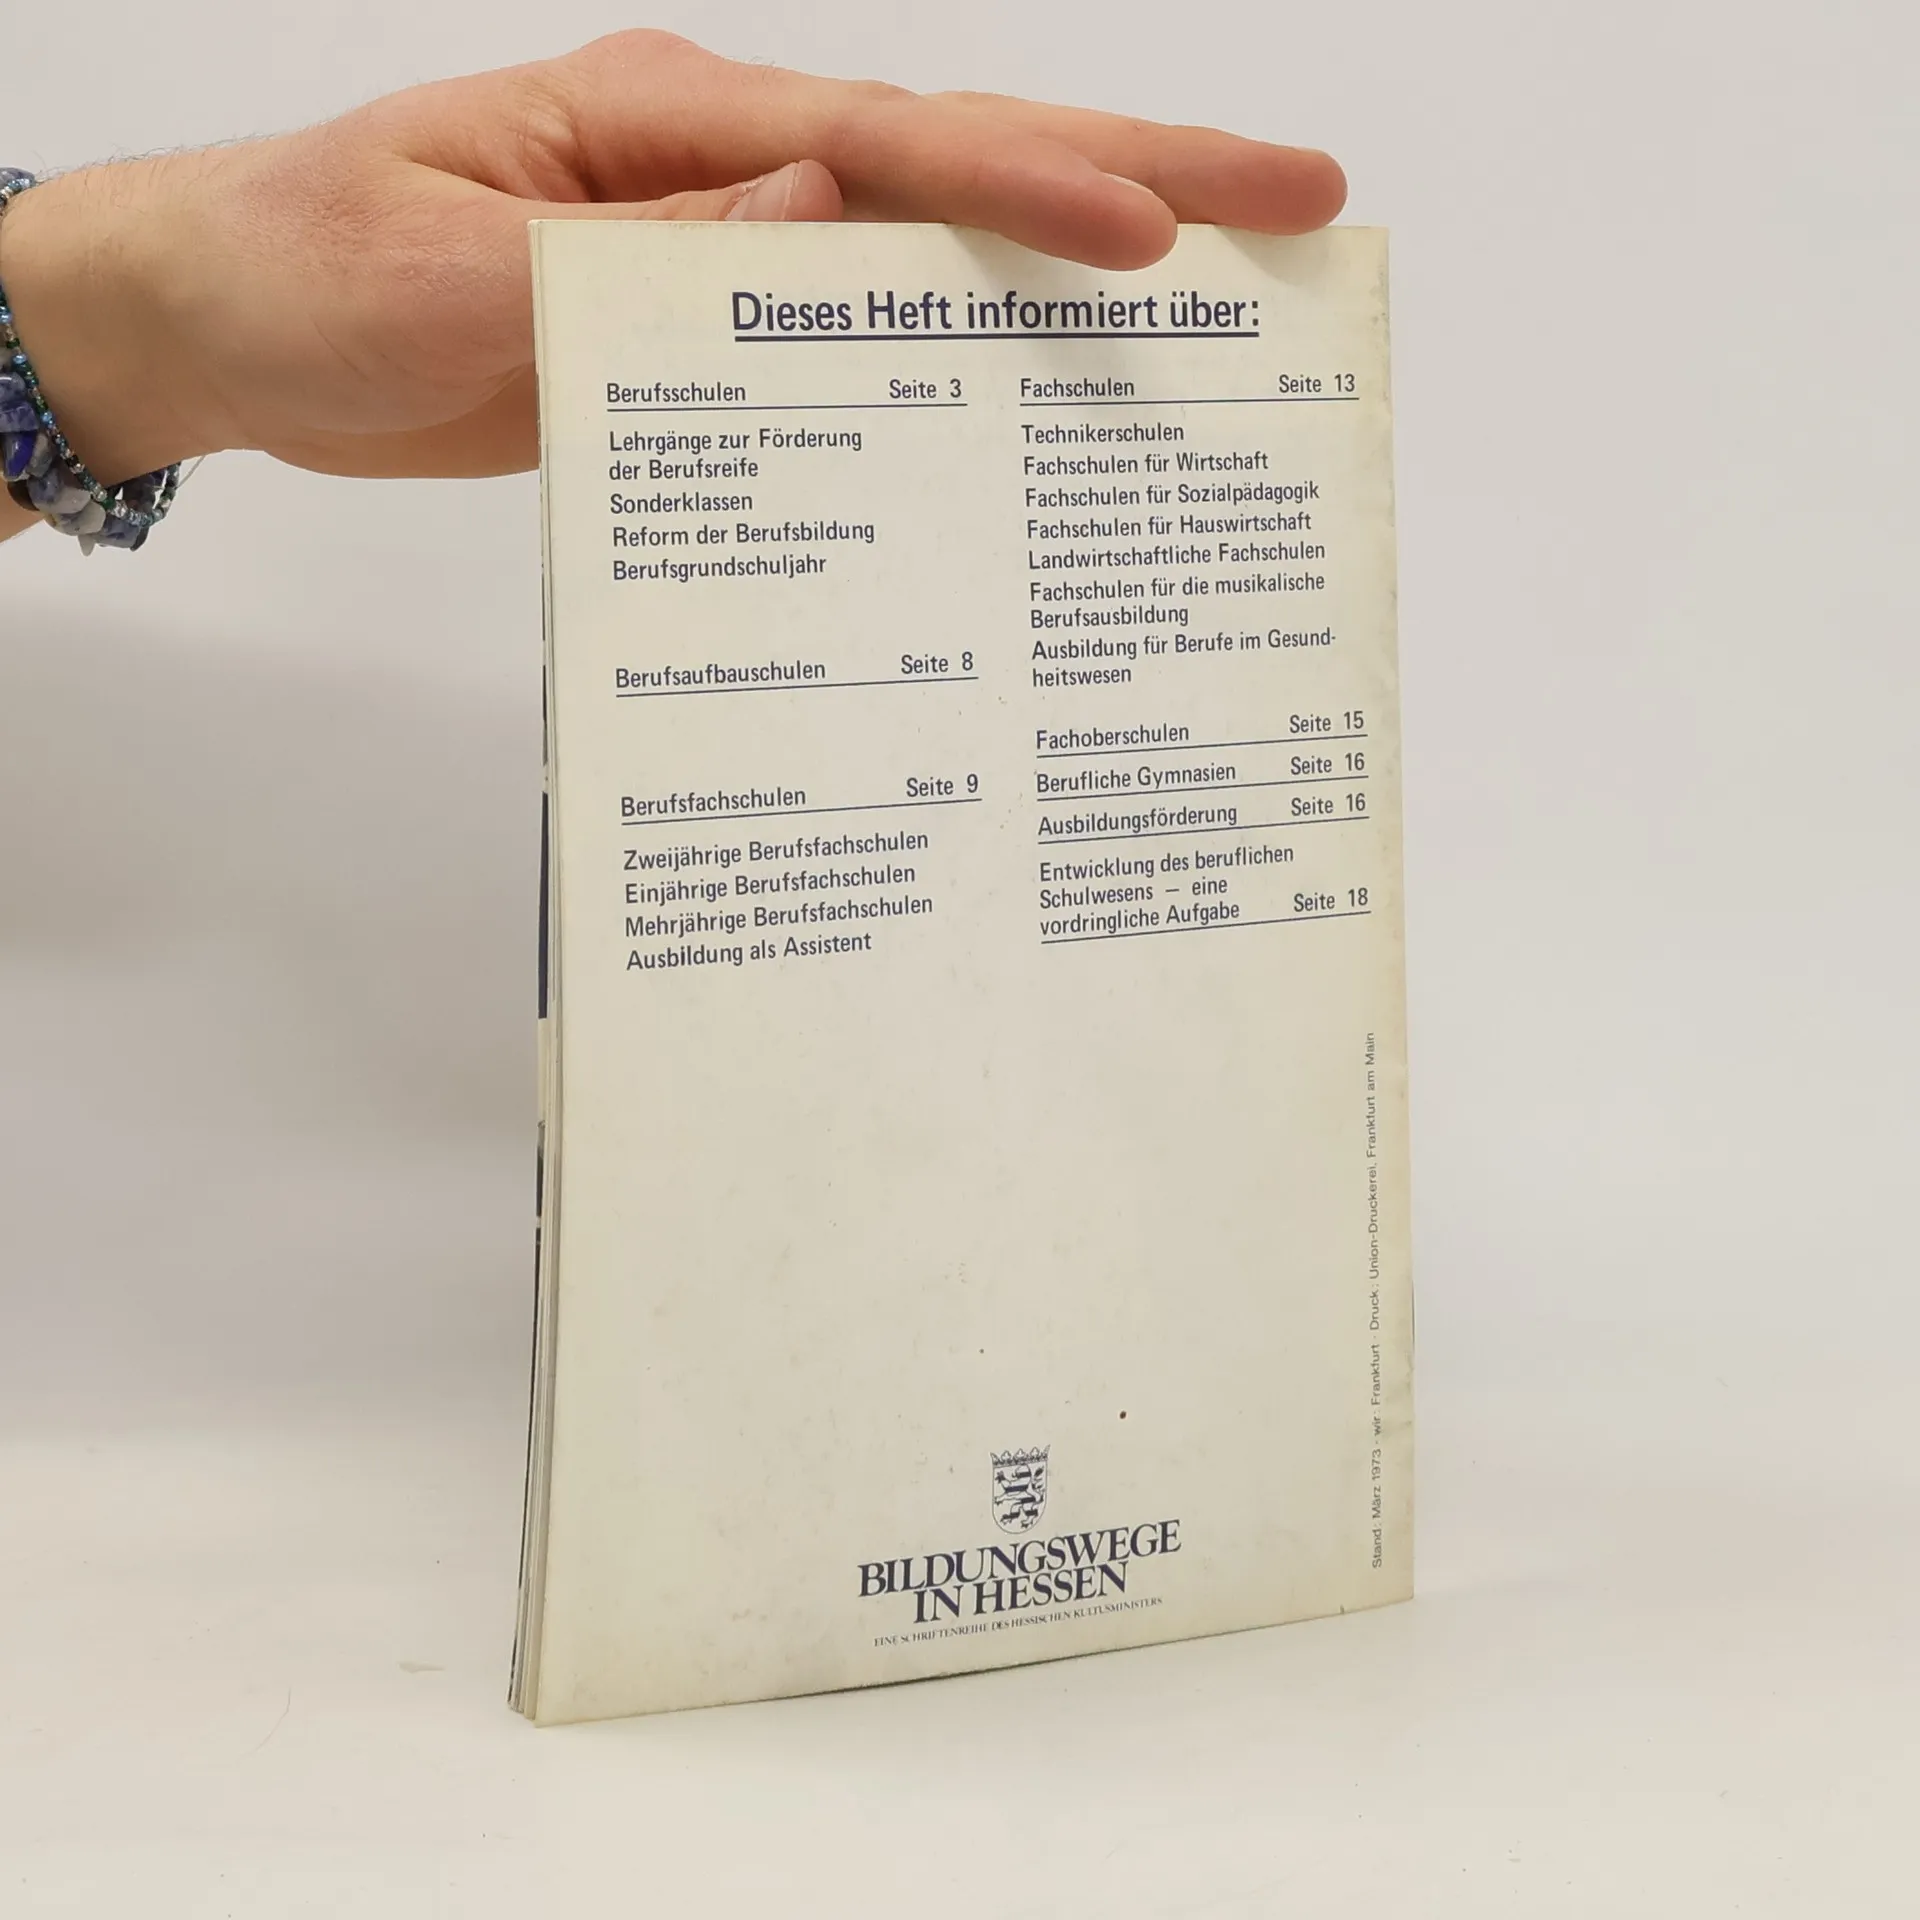 Dieses Heft informiert über:
Berufsschulen Seite 3
Lehrgänge zur Förderung
der Berufsreife
Sonderklassen
Reform der Berufsbildung
Berufsgrundschuljahr
Berufsaufbauschulen Seite 8
Berufsfachschulen Seite 9
Zweijährige Berufsfachschulen
Einjährige Berufsfachschulen
Mehrjährige Berufsfachschulen
Ausbildung als Assistent
Fachschulen Seite 13
Technikerschulen
Fachschulen für Wirtschaft
Fachschulen für Sozialpädagogik
Fachschulen für Hauswirtschaft
Landwirtschaftliche Fachschulen
Fachschulen für die musikalische
Berufsausbildung
Ausbildung für Berufe im Gesund-
heitswesen
Fachoberschulen Seite 15
Berufliche Gymnasien Seite 16
Ausbildungsförderung Seite 16
Entwicklung des beruflichen
Schulwesens – eine
vordringliche Aufgabe Seite 18
Stand: März 1973 - wir: Frankfurt - Druck: Union-Druckerei, Frankfurt am Main
BILDUNGSWEGE
IN HESSEN
EINE SCHRIFTENREIHE DES HESSISCHEN KULTUSMINISTERS